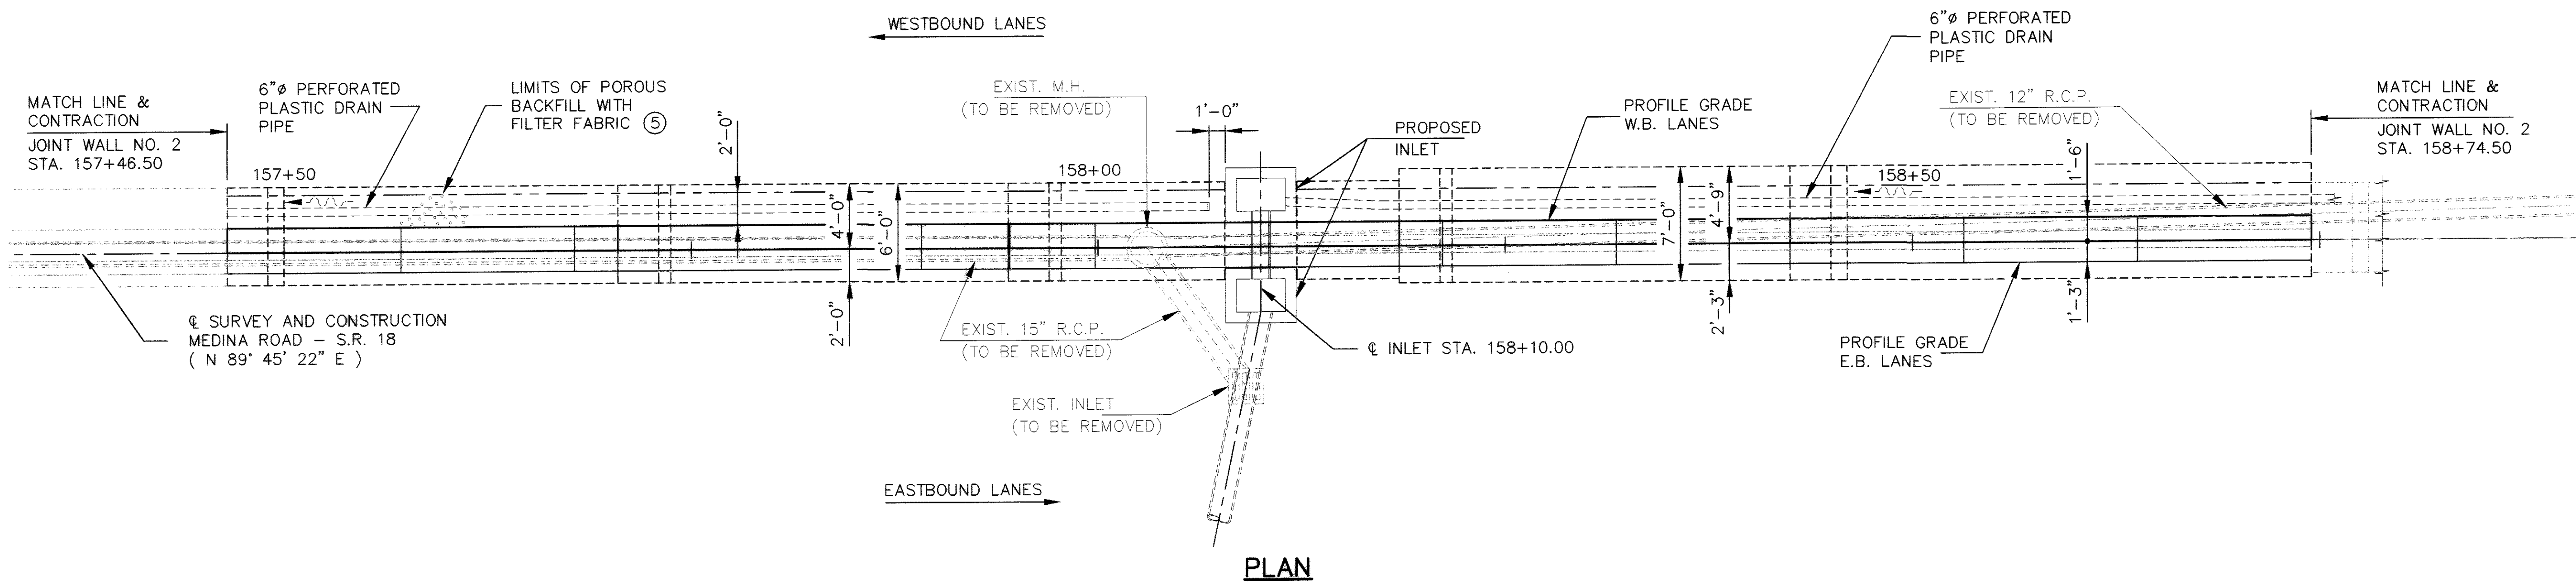 WESTBOUND LANES
6"ø PERFORATED
PLASTIC DRAIN
PIPE
MATCH LINE &
CONTRACTION
JOINT WALL NO. 2
STA. 157+46.50
6"ø PERFORATED
PLASTIC DRAIN
PIPE
LIMITS OF POROUS
BACKFILL WITH
FILTER FABRIC ⑤
2'-0"
EXIST. M.H.
(TO BE REMOVED)
1'-0"
PROPOSED
INLET
PROFILE GRADE
W.B. LANES
EXIST. 12" R.C.P.
(TO BE REMOVED)
MATCH LINE &
CONTRACTION
JOINT WALL NO. 2
STA. 158+74.50
157+50
158+00
158+50
1'-6"
4'-0"
6'-0"
7'-0"
4'-9"
2'-0"
2'-3"
1'-3"
℄ SURVEY AND CONSTRUCTION
MEDINA ROAD - S.R. 18
( N 89° 45' 22" E )
EXIST. 15" R.C.P.
(TO BE REMOVED)
℄ INLET STA. 158+10.00
PROFILE GRADE
E.B. LANES
EXIST. INLET
(TO BE REMOVED)
EASTBOUND LANES
PLAN